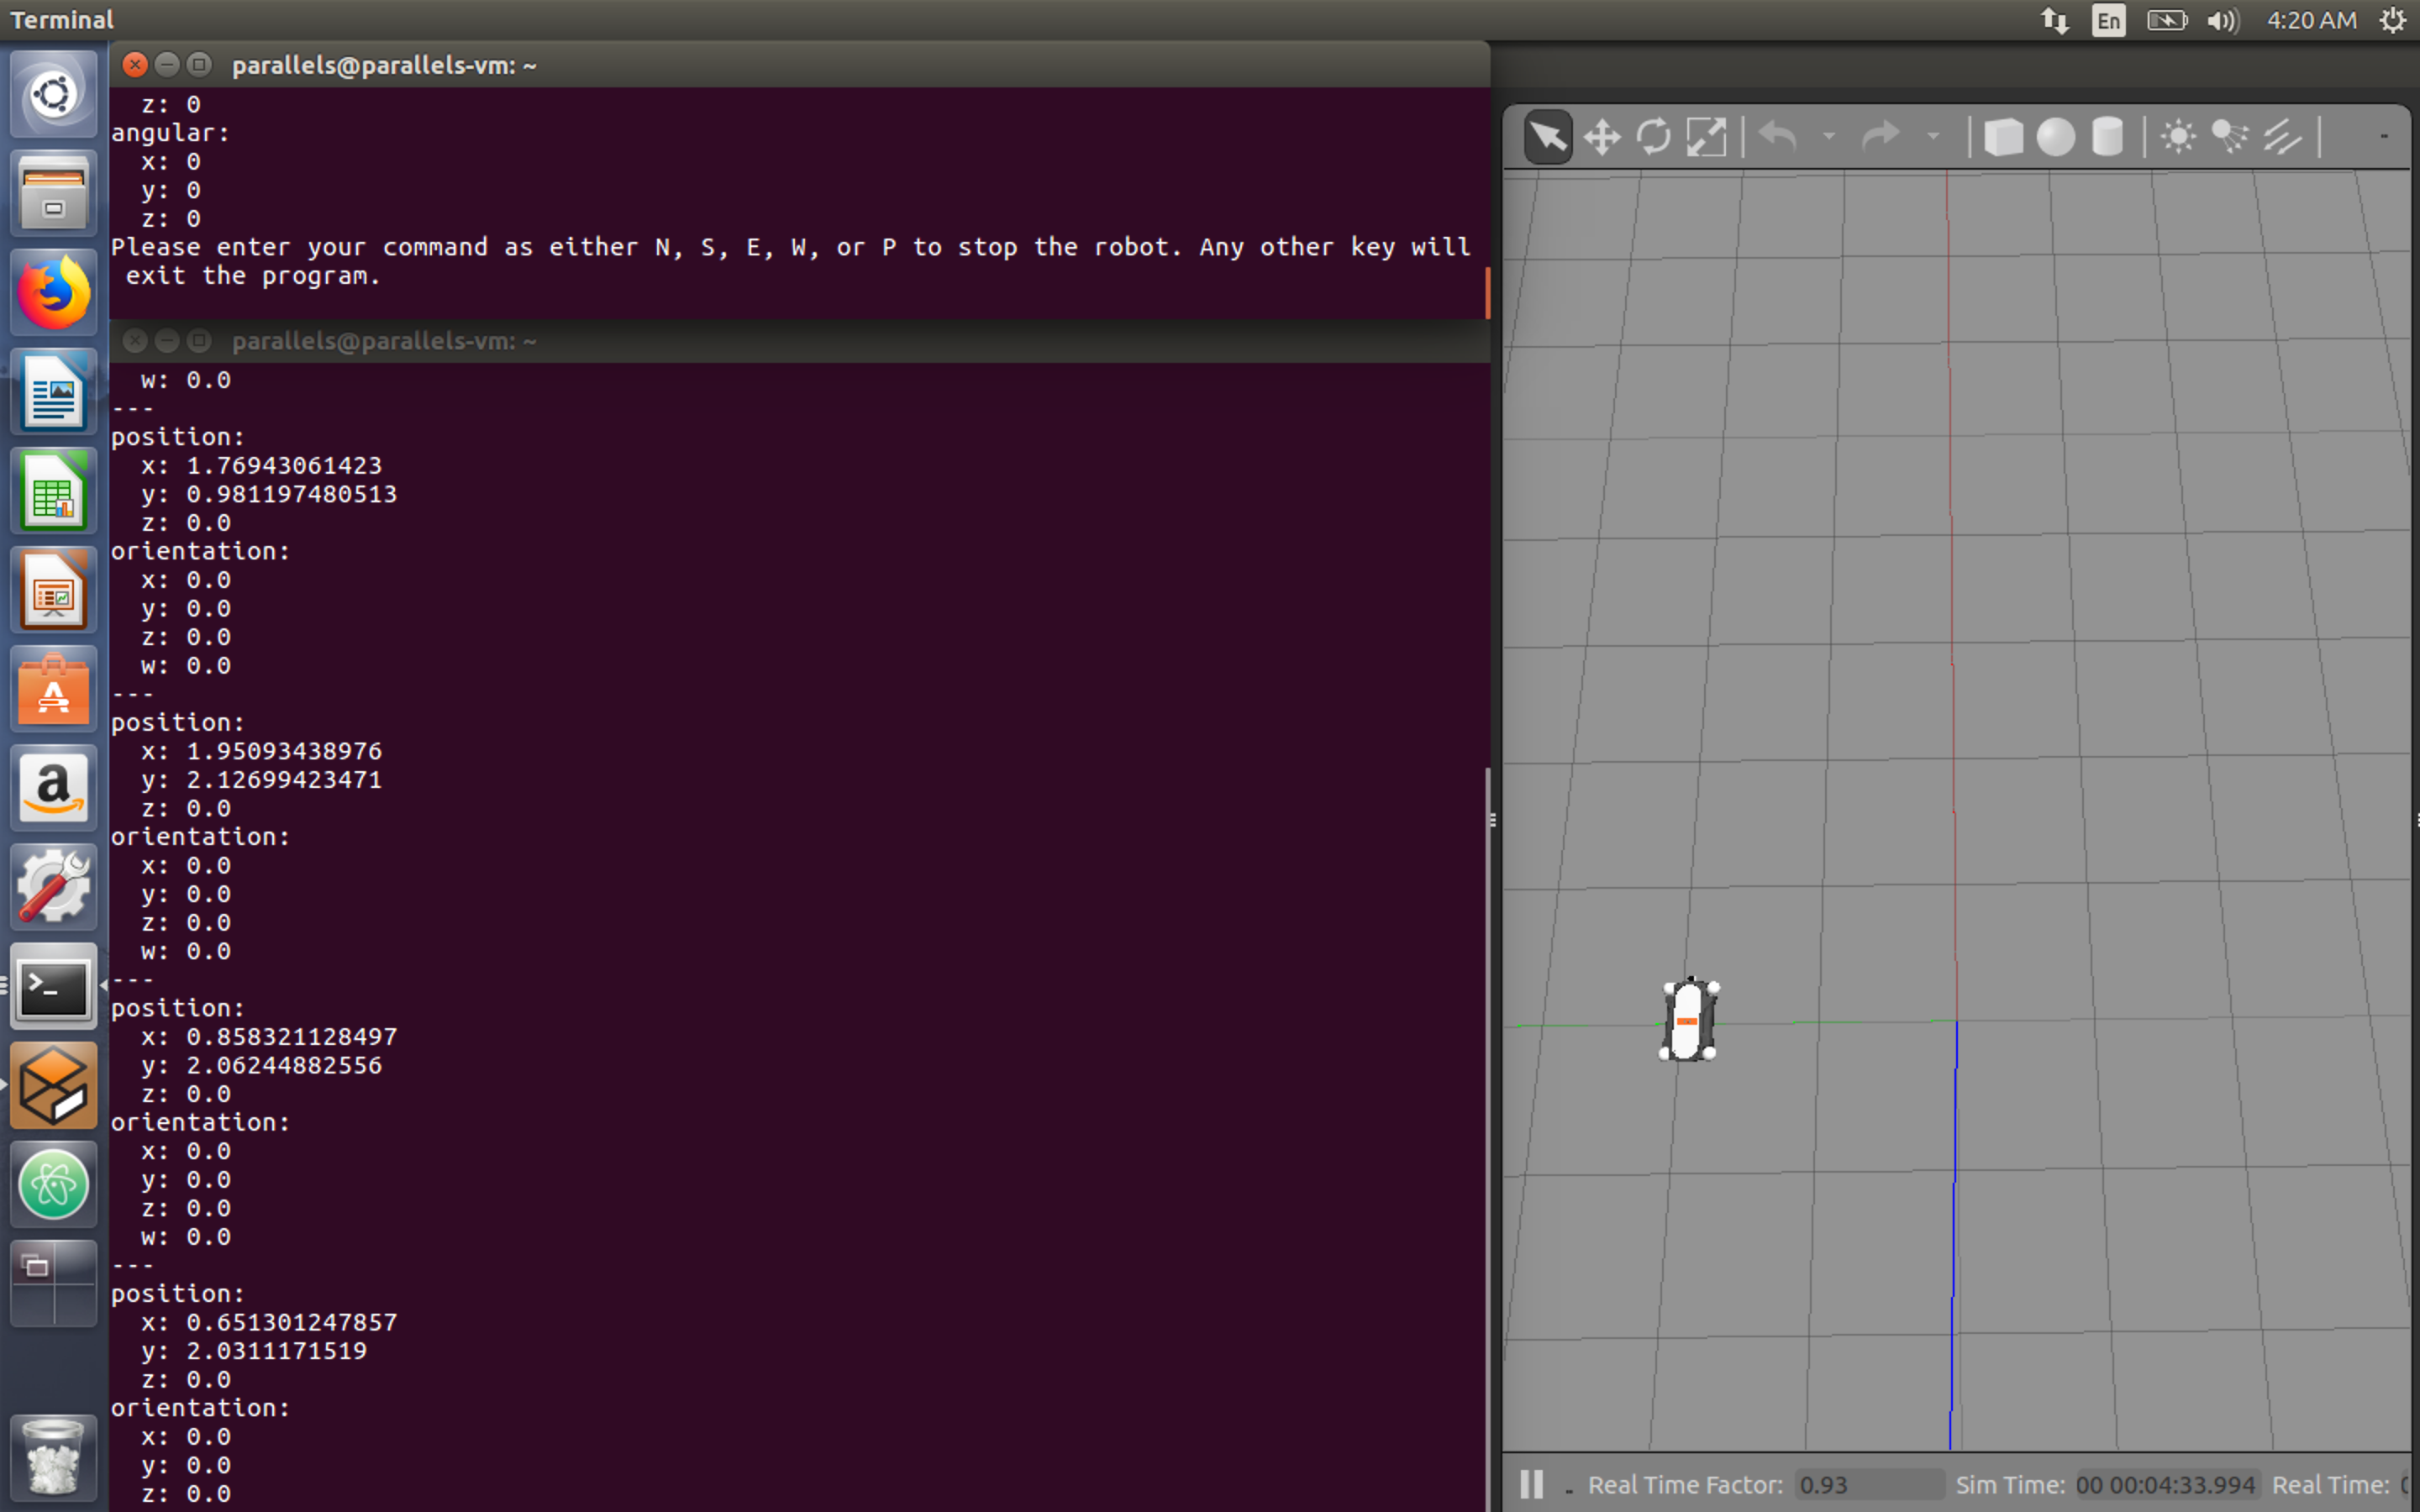 Terminal
En
4:20 AM
parallels@parallels-vm: ~
z: 0
angular:
x: 0
y: 0
z: 0
Please enter your command as either N, S, E, W, or P to stop the robot. Any other key will
exit the program.
parallels@parallels-vm: ~
w: 0.0
---
position:
x: 1.76943061423
y: 0.981197480513
z: 0.0
orientation:
x: 0.0
y: 0.0
z: 0.0
w: 0.0
---
position:
x: 1.95093438976
y: 2.12699423471
z: 0.0
orientation:
x: 0.0
y: 0.0
z: 0.0
w: 0.0
---
position:
x: 0.858321128497
y: 2.06244882556
z: 0.0
orientation:
x: 0.0
y: 0.0
z: 0.0
w: 0.0
---
position:
x: 0.651301247857
y: 2.0311171519
z: 0.0
orientation:
x: 0.0
y: 0.0
z: 0.0
Real Time Factor: 0.93 Sim Time: 00 00:04:33.994 Real Time: